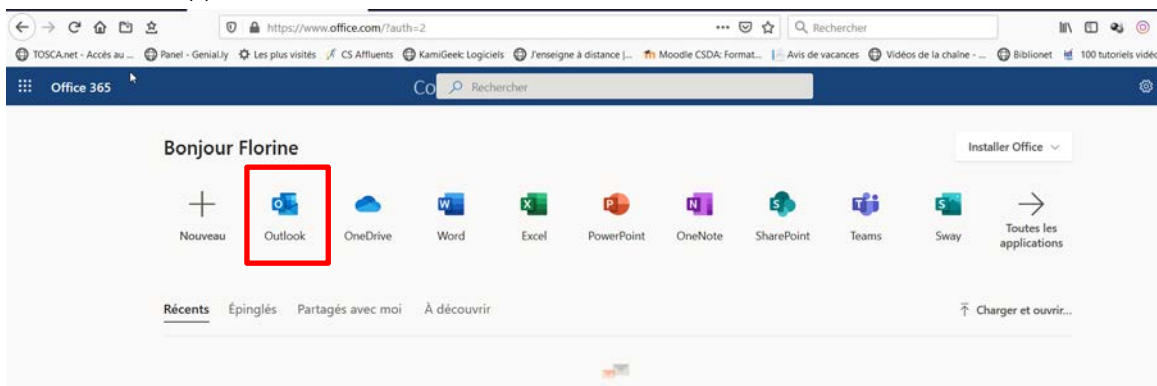 https://www.office.com/?auth=2 Rechercher
TOSCA.net - Accès au ... Panel - Genial.ly Les plus visités CS Affluents KamiGeek: Logiciels J'enseigne à distance |... Moodle CSDA: Format... Avis de vacances Vidéos de la chaîne - ... Biblionet 100 tutoriels vidéo
Office 365 Co Rechercher
Bonjour Florine
Installer Office
Nouveau Outlook OneDrive Word Excel PowerPoint OneNote SharePoint Teams Sway Toutes les
applications
Récents Épinglés Partagés avec moi À découvrir Charger et ouvrir...